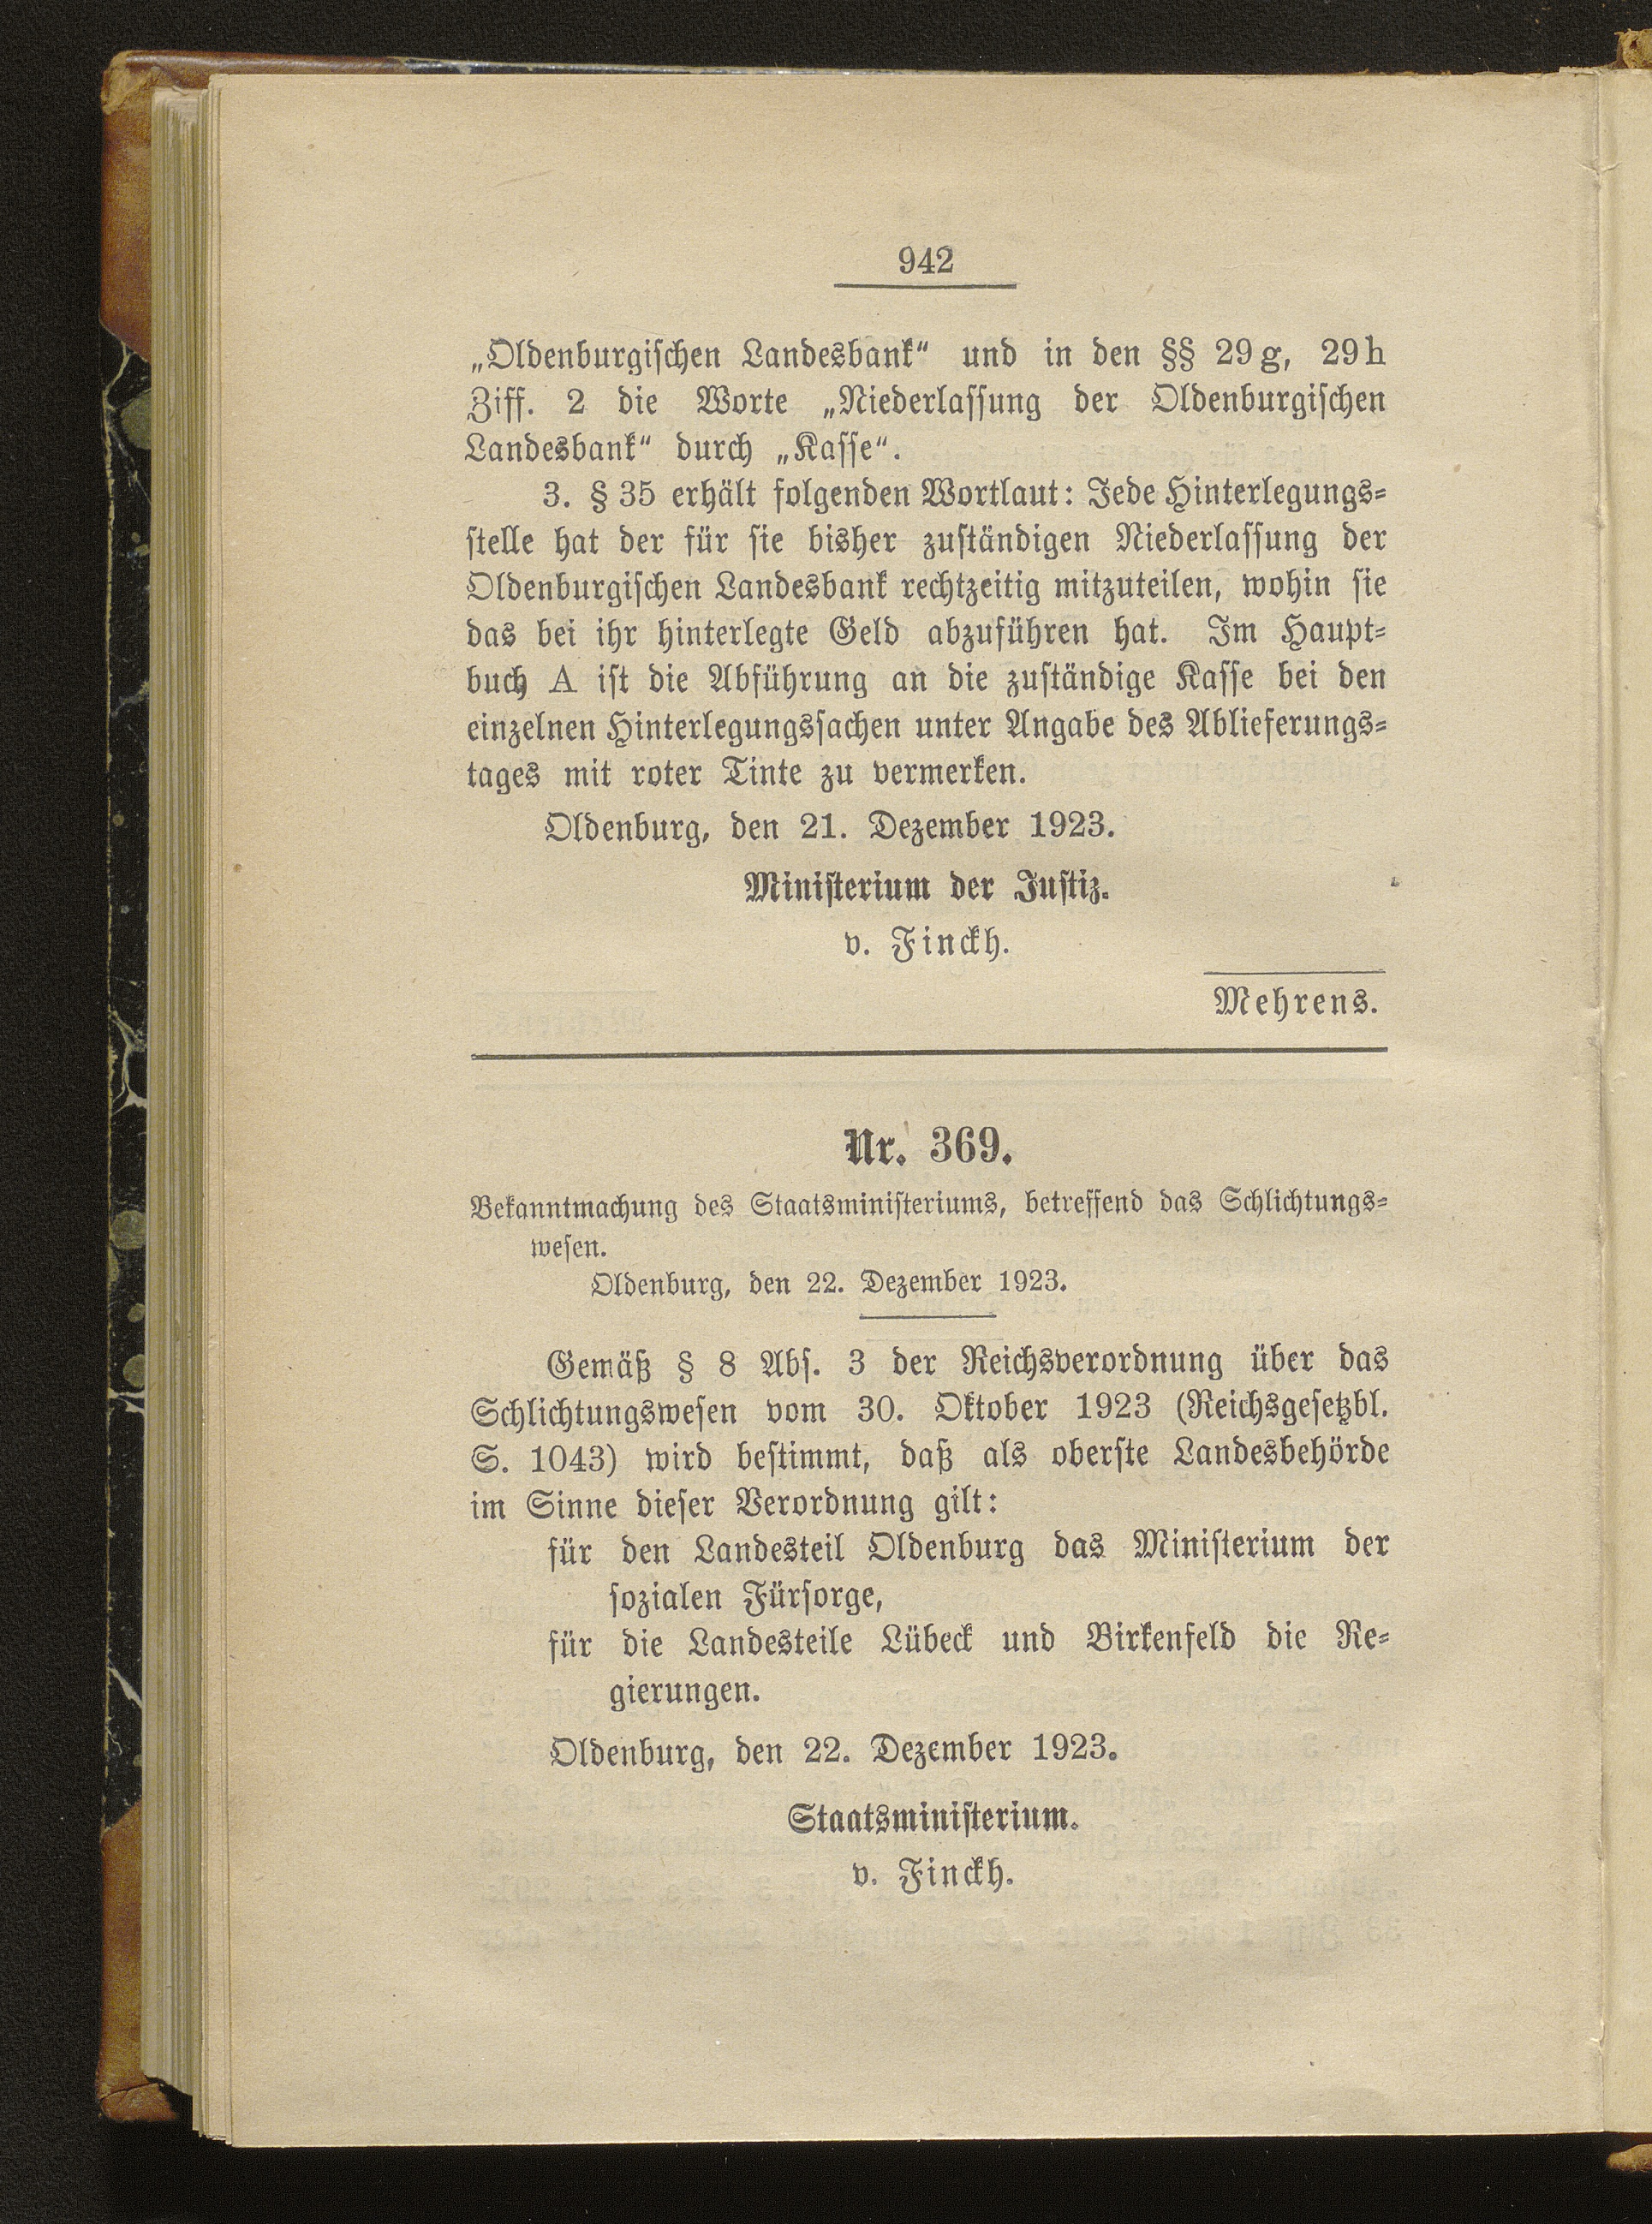 942
„Oldenburgischen Landesbank“ und in den §§ 29 g, 29 h
Ziff. 2 die Worte „Niederlassung der Oldenburgischen
Landesbank“ durch „Kasse“.
3. § 35 erhält folgenden Wortlaut: Jede Hinterlegungs-
stelle hat der für sie bisher zuständigen Niederlassung der
Oldenburgischen Landesbank rechtzeitig mitzuteilen, wohin sie
das bei ihr hinterlegte Geld abzuführen hat. Im Haupt-
buch A ist die Abführung an die zuständige Kasse bei den
einzelnen Hinterlegungssachen unter Angabe des Ablieferungs-
tages mit roter Tinte zu vermerken.
Oldenburg, den 21. Dezember 1923.
Ministerium der Justiz.
v. Finckh.
Mehrens.
Nr. 369.
Bekanntmachung des Staatsministeriums, betreffend das Schlichtungs-
wesen.
Oldenburg, den 22. Dezember 1923.
Gemäß § 8 Abs. 3 der Reichsverordnung über das
Schlichtungswesen vom 30. Oktober 1923 (Reichsgesetzbl.
S. 1043) wird bestimmt, daß als oberste Landesbehörde
im Sinne dieser Verordnung gilt:
für den Landesteil Oldenburg das Ministerium der
sozialen Fürsorge,
für die Landesteile Lübeck und Birkenfeld die Re-
gierungen.
Oldenburg, den 22. Dezember 1923.
Staatsministerium.
v. Finckh.